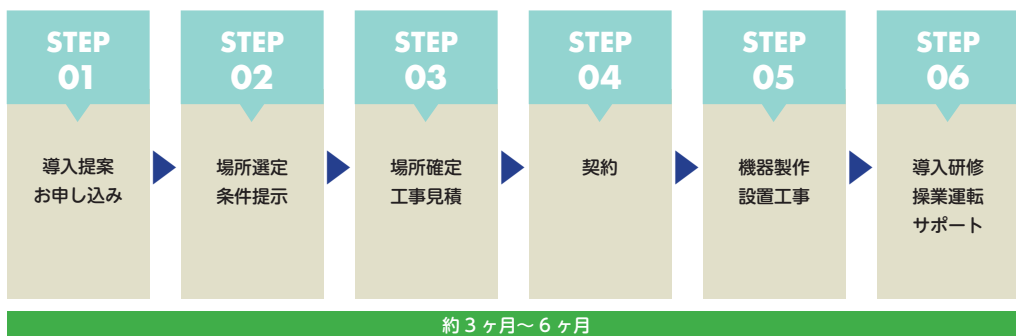 STEP
01
導入提案
お申し込み
STEP
02
場所選定
条件提示
STEP
03
場所確定
工事見積
STEP
04
契約
STEP
05
機器製作
設置工事
STEP
06
導入研修
操業運転
サポート
約3ヶ月〜6ヶ月